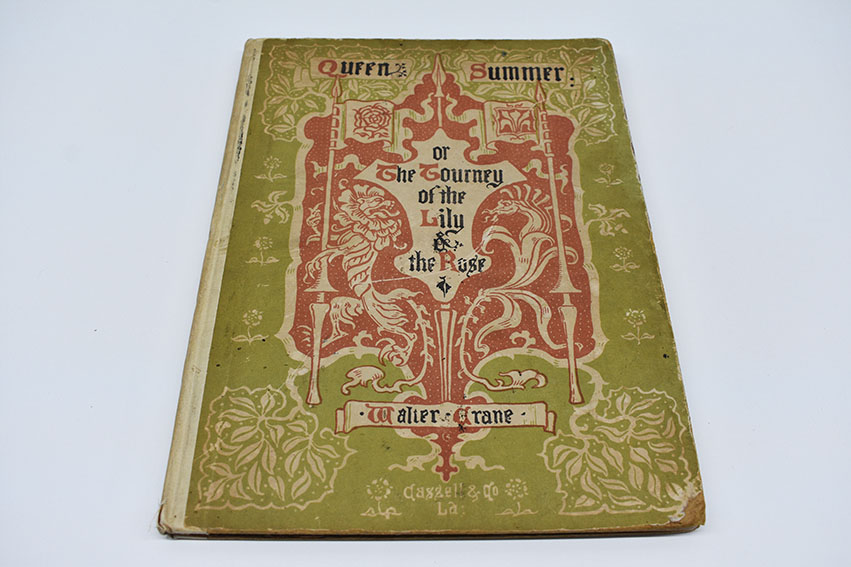 Queen Summer
or
The Tourney
of the
Lily
&
the Rose
Walter Crane
Cassell & Co
Ld